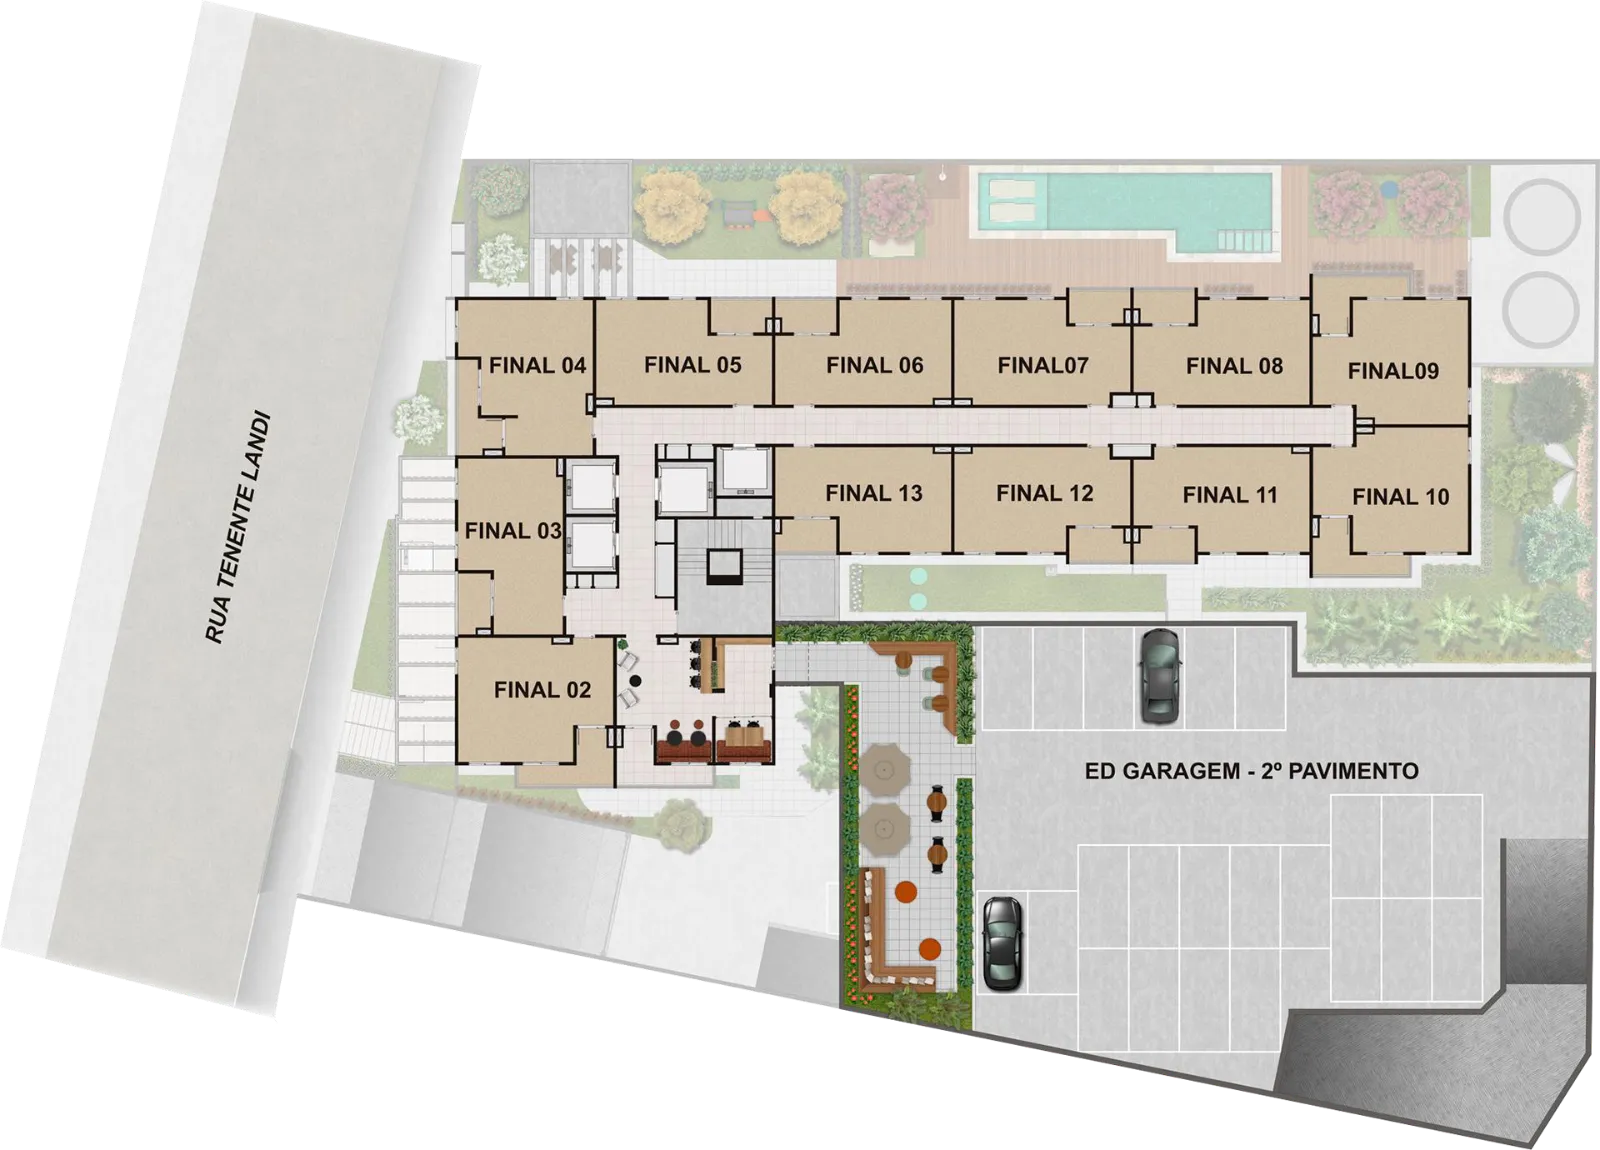 RUA TENENTE LANDI
FINAL 04
FINAL 05
FINAL 06
FINAL07
FINAL 08
FINAL09
FINAL 03
FINAL 13
FINAL 12
FINAL 11
FINAL 10
FINAL 02
ED GARAGEM - 2º PAVIMENTO